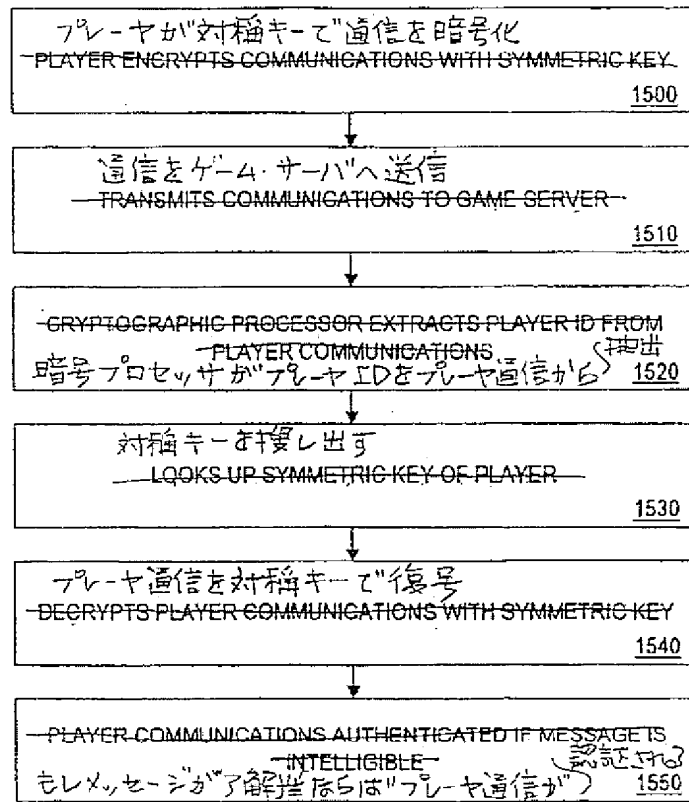 プレーヤが対称キーで通信を暗号化
PLAYER ENCRYPTS COMMUNICATIONS WITH SYMMETRIC KEY
1500
通信をゲーム・サーバへ送信
TRANSMITS COMMUNICATIONS TO GAME SERVER
1510
CRYPTOGRAPHIC PROCESSOR EXTRACTS PLAYER ID FROM
PLAYER COMMUNICATIONS
暗号プロセッサがプレーヤIDをプレーヤ通信から抽出
1520
対称キーを捜し出す
LOOKS UP SYMMETRIC KEY OF PLAYER
1530
プレーヤ通信を対称キーで復号
DECRYPTS PLAYER COMMUNICATIONS WITH SYMMETRIC KEY
1540
PLAYER COMMUNICATIONS AUTHENTICATED IF MESSAGE IS
INTELLIGIBLE
もしメッセージが了解性ならばプレーヤ通信が認証される
1550